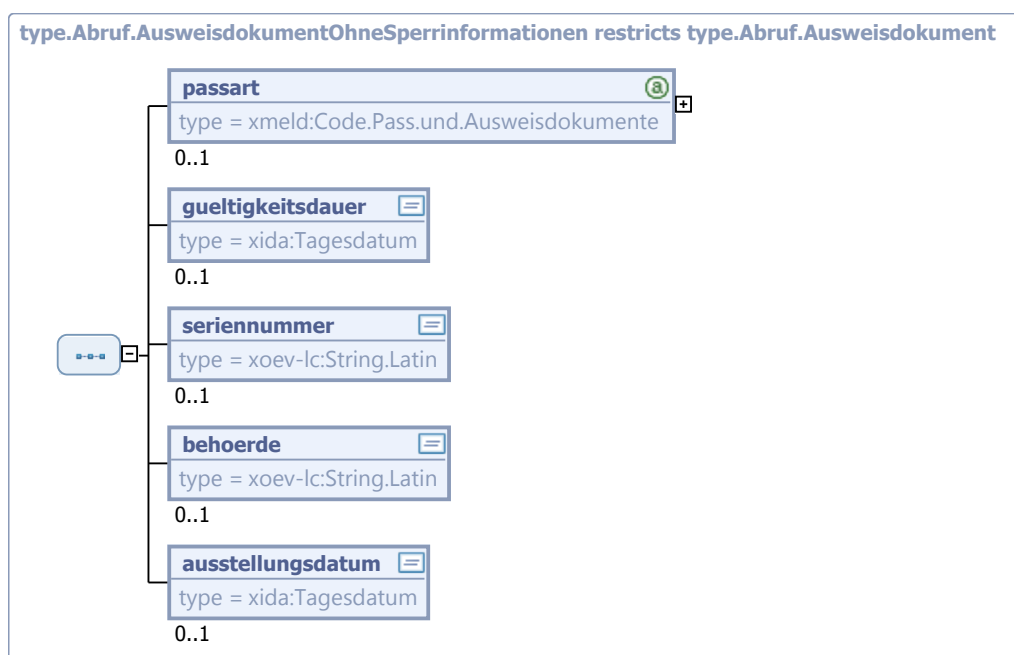 type.Abruf.AusweisdokumentOhneSperrinformationen restricts type.Abruf.Ausweisdokument
passart
type = xmeld:Code.Pass.und.Ausweisdokumente
0..1
gueltigkeitsdauer
type = xida:Tagesdatum
0..1
seriennummer
type = xoev-lc:String.Latin
0..1
behoerde
type = xoev-lc:String.Latin
0..1
ausstellungsdatum
type = xida:Tagesdatum
0..1